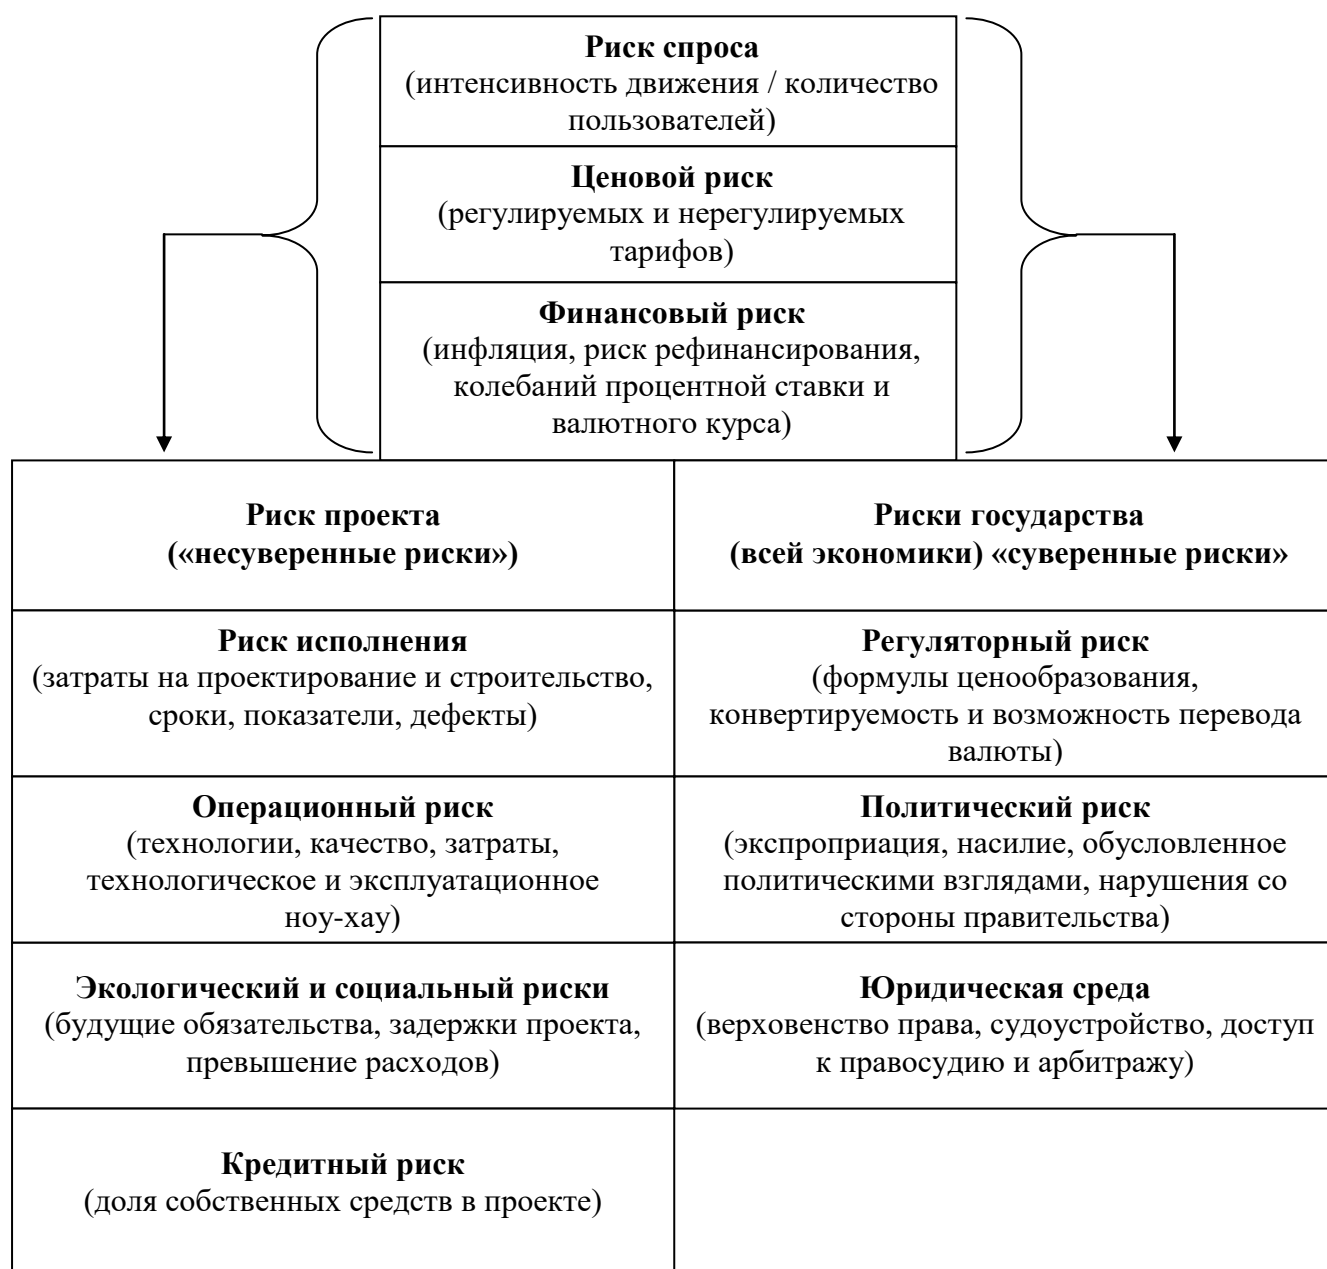 Риск спроса
(интенсивность движения / количество
пользователей)
Ценовой риск
(регулируемых и нерегулируемых
тарифов)
Финансовый риск
(инфляция, риск рефинансирования,
колебаний процентной ставки и
валютного курса)
Риск проекта
(«несуверенные риски»)
Риски государства
(всей экономики) «суверенные риски»
Риск исполнения
(затраты на проектирование и строительство,
сроки, показатели, дефекты)
Регуляторный риск
(формулы ценообразования,
конвертируемость и возможность перевода
валюты)
Операционный риск
(технологии, качество, затраты,
технологическое и эксплуатационное
ноу-хау)
Политический риск
(экспроприация, насилие, обусловленное
политическими взглядами, нарушения со
стороны правительства)
Экологический и социальный риски
(будущие обязательства, задержки проекта,
превышение расходов)
Юридическая среда
(верховенство права, судоустройство, доступ
к правосудию и арбитражу)
Кредитный риск
(доля собственных средств в проекте)